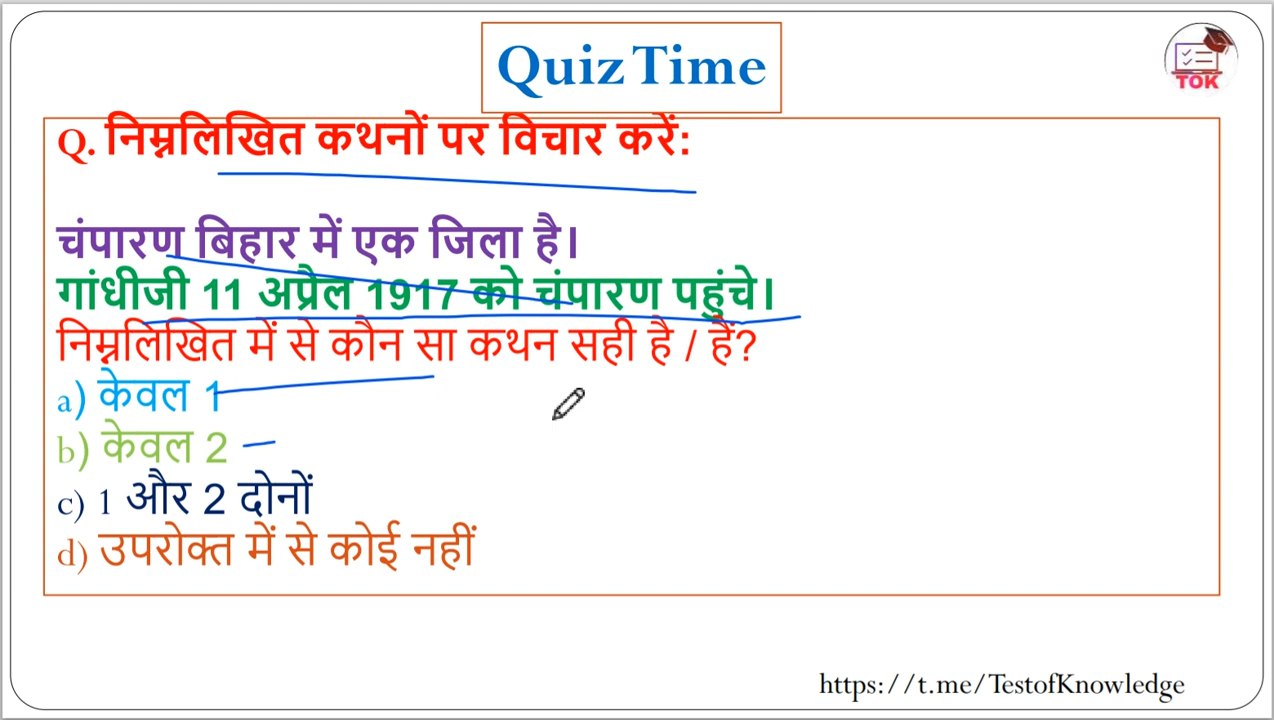 Quiz Time
TOK
Q. निम्नलिखित कथनों पर विचार करें:
चंपारण बिहार में एक जिला है।
गांधीजी 11 अप्रैल 1917 को चंपारण पहुंचे।
निम्नलिखित में से कौन सा कथन सही है / हैं?
a) केवल 1
b) केवल 2
c) 1 और 2 दोनों
d) उपरोक्त में से कोई नहीं
https://t.me/TestofKnowledge